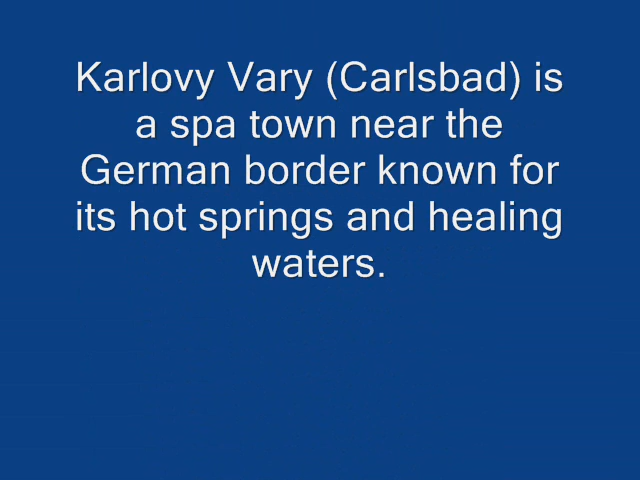 Karlovy Vary (Carlsbad) is
a spa town near the
German border known for
its hot springs and healing
waters.